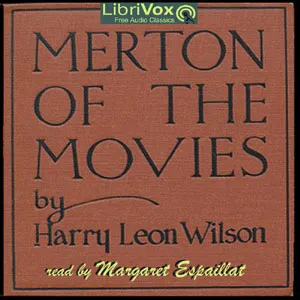 LibriVox
Free Audio Classics
MERTON
OF THE
MOVIES
by
Harry Leon Wilson
read by Margaret Espaillat